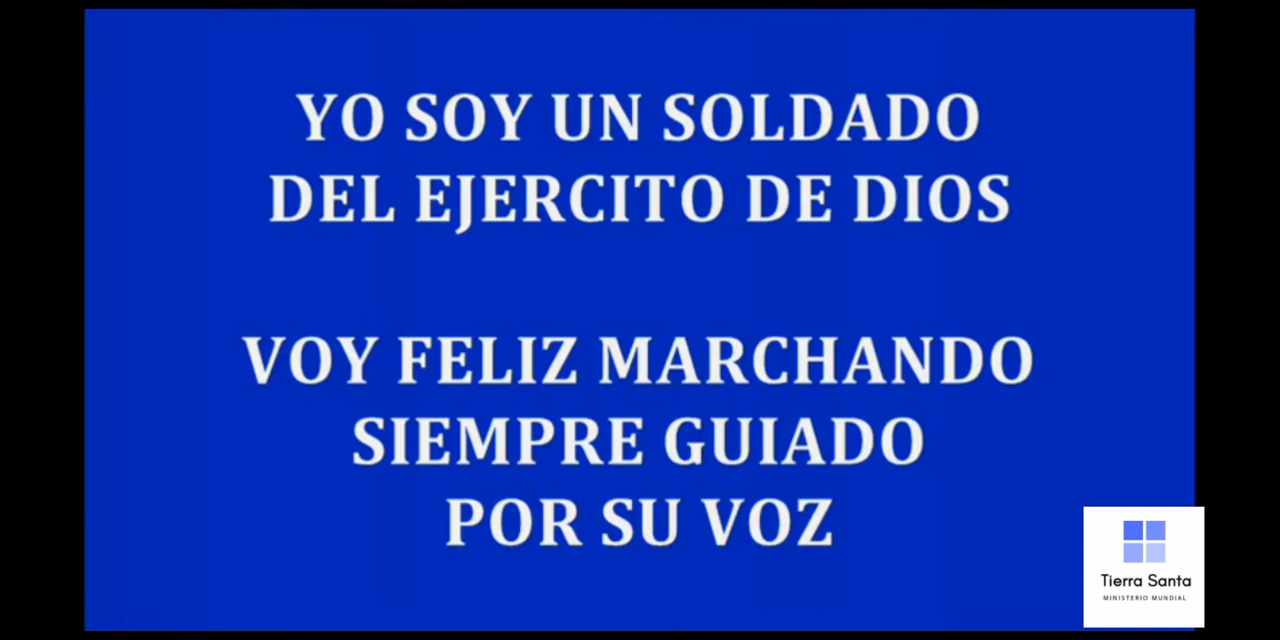 YO SOY UN SOLDADO
DEL EJERCITO DE DIOS
VOY FELIZ MARCHANDO
SIEMPRE GUIADO
POR SU VOZ
Tierra Santa
MINISTERIO MUNDIAL